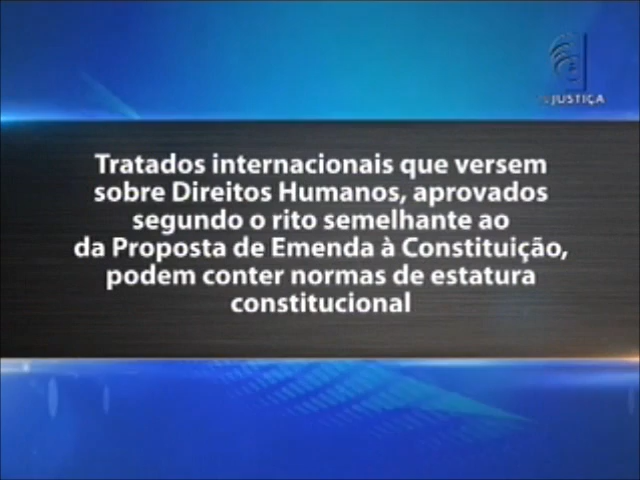 JUSTIÇA
Tratados internacionais que versem
sobre Direitos Humanos, aprovados
segundo o rito semelhante ao
da Proposta de Emenda à Constituição,
podem conter normas de estatura
constitucional